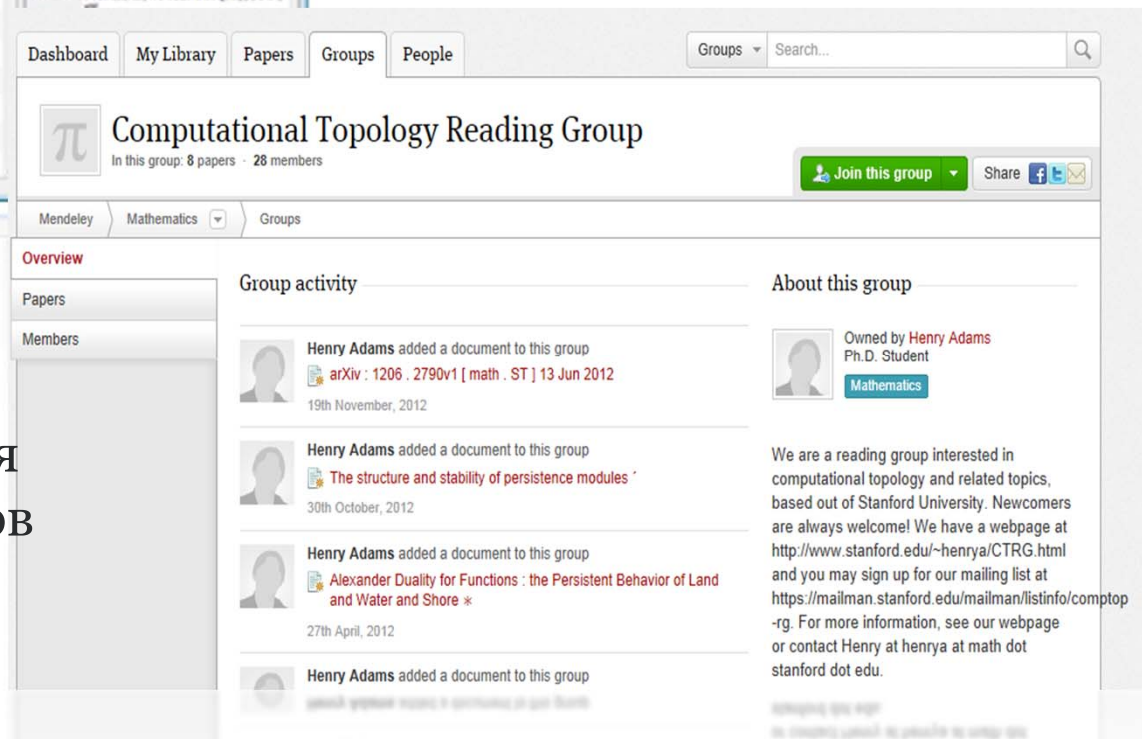 Dashboard My Library Papers Groups People
Groups Search...
π
Computational Topology Reading Group
In this group: 8 papers · 28 members
Join this group
Share
Mendeley Mathematics Groups
Overview
Papers
Members
я
ов
Group activity
Henry Adams added a document to this group
arXiv : 1206 . 2790v1 [ math . ST ] 13 Jun 2012
19th November, 2012
Henry Adams added a document to this group
The structure and stability of persistence modules ´
30th October, 2012
Henry Adams added a document to this group
Alexander Duality for Functions : the Persistent Behavior of Land
and Water and Shore ∗
27th April, 2012
Henry Adams added a document to this group
About this group
Owned by Henry Adams
Ph.D. Student
Mathematics
We are a reading group interested in
computational topology and related topics,
based out of Stanford University. Newcomers
are always welcome! We have a webpage at
http://www.stanford.edu/~henrya/CTRG.html
and you may sign up for our mailing list at
https://mailman.stanford.edu/mailman/listinfo/comptop
-rg. For more information, see our webpage
or contact Henry at henrya at math dot
stanford dot edu.